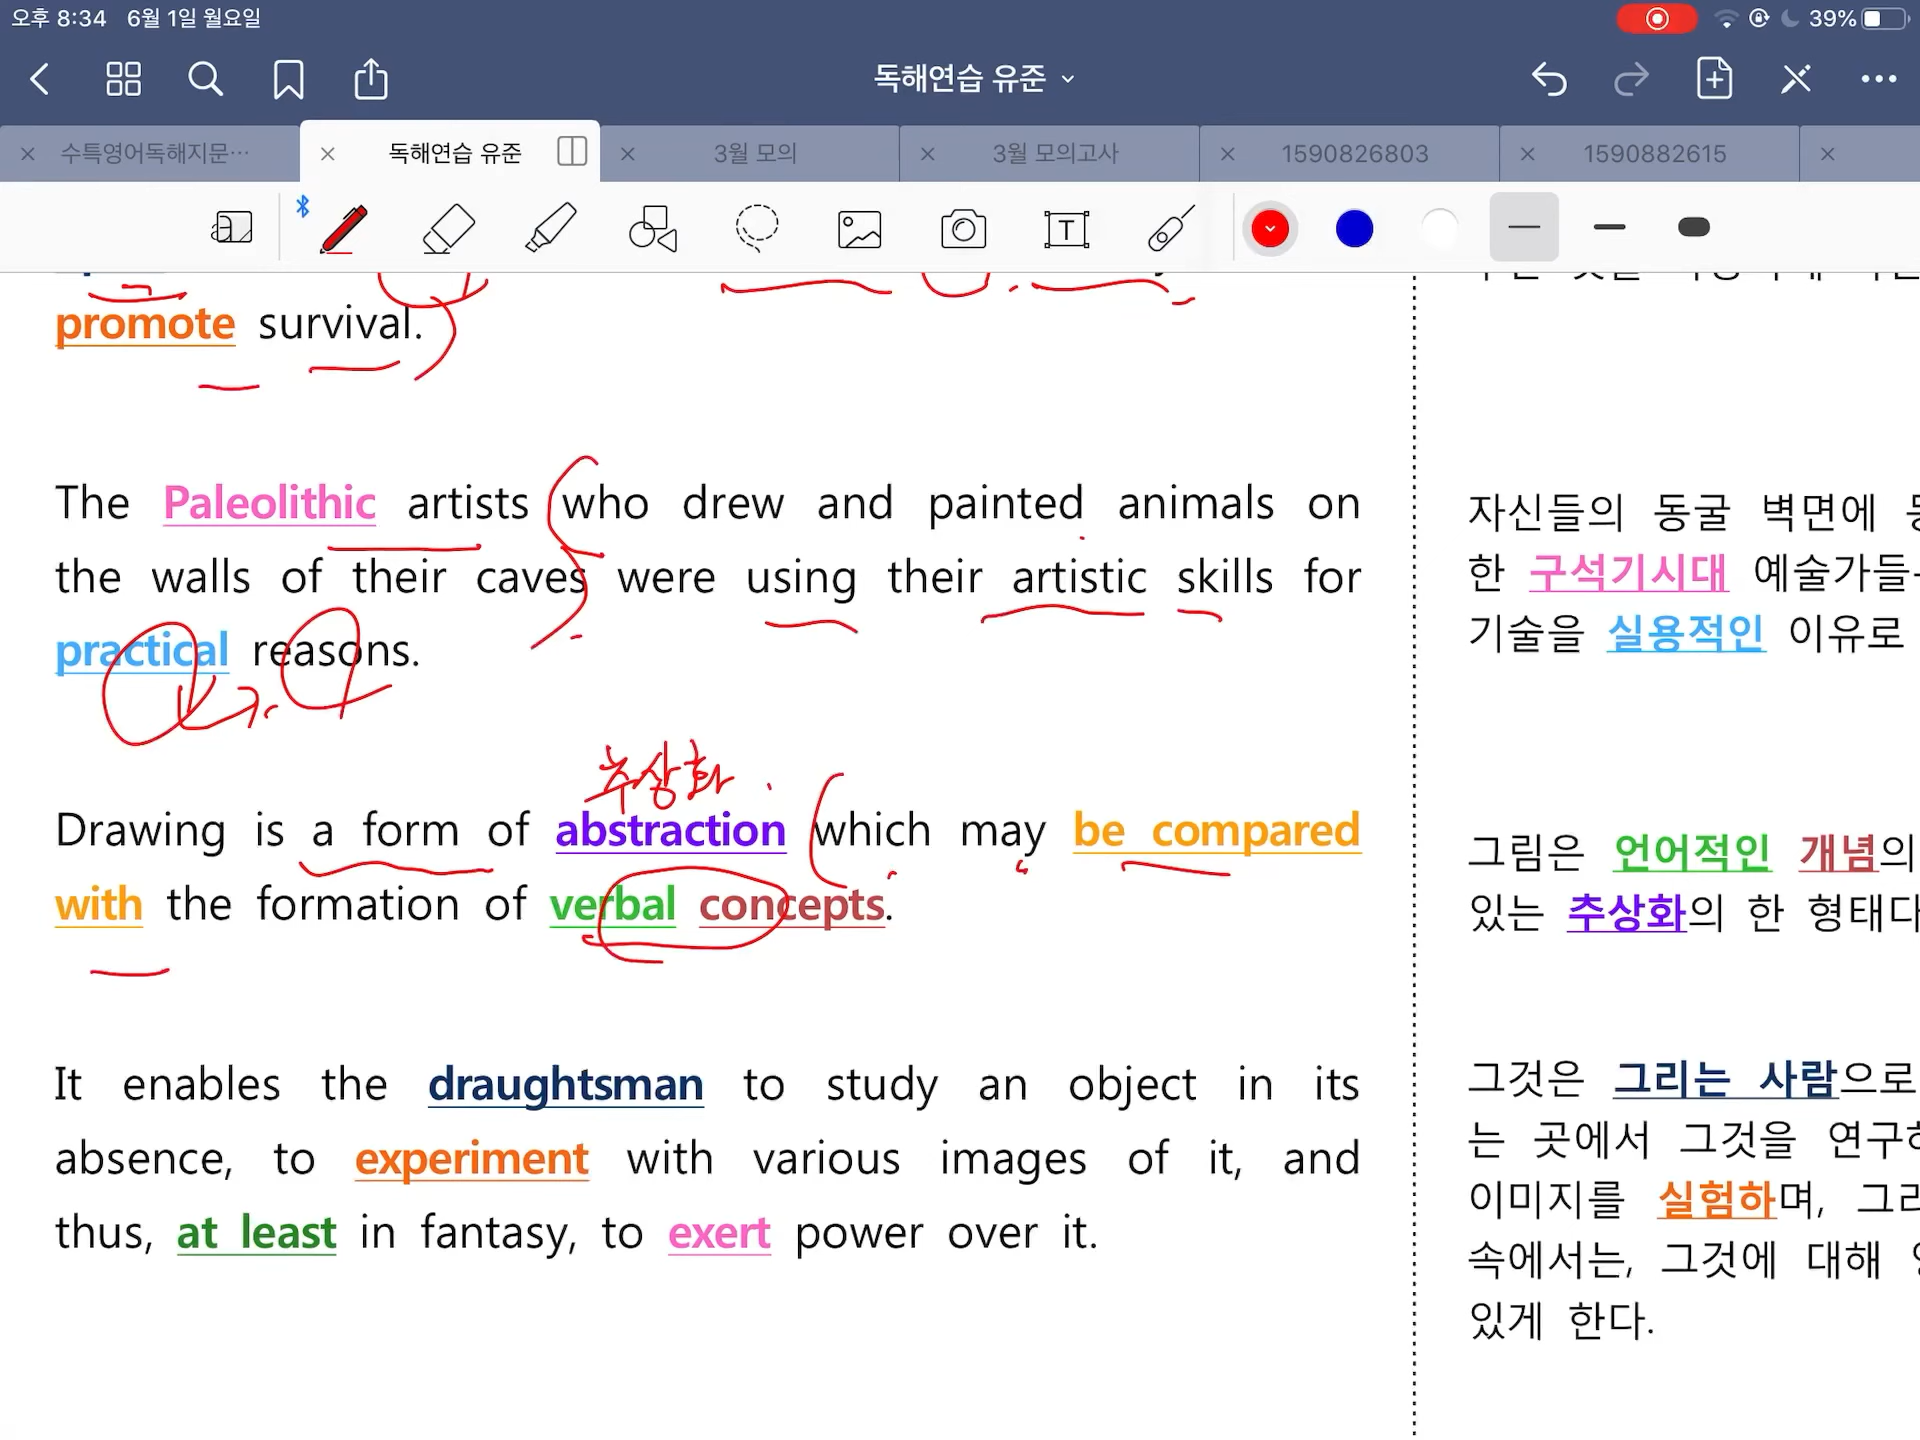 오후 8:34 6월 1일 월요일
39%
독해연습 유준
수특영어독해지문…
독해연습 유준
3월 모의
3월 모의고사
1590826803
1590882615
promote survival.
The Paleolithic artists who drew and painted animals on
the walls of their caves were using their artistic skills for
practical reasons.
추상화
Drawing is a form of abstraction which may be compared
with the formation of verbal concepts.
It enables the draughtsman to study an object in its
absence, to experiment with various images of it, and
thus, at least in fantasy, to exert power over it.
자신들의 동굴 벽면에
한 구석기시대 예술가들
기술을 실용적인 이유로
그림은 언어적인 개념의
있는 추상화의 한 형태다
그것은 그리는 사람으로
는 곳에서 그것을 연구하
이미지를 실험하며, 그리
속에서는, 그것에 대해
있게 한다.